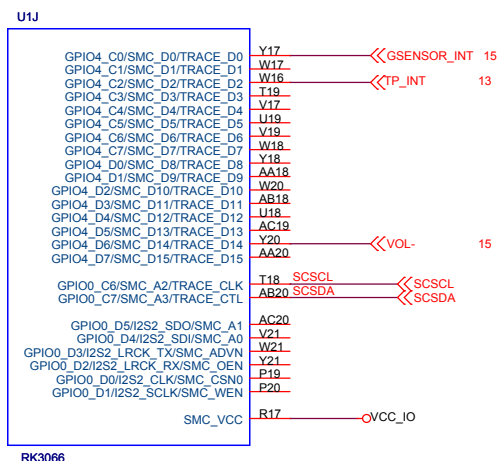 U1J
GPIO4_C0/SMC_D0/TRACE_D0 Y17 GSENSOR_INT 15
GPIO4_C1/SMC_D1/TRACE_D1 W17
GPIO4_C2/SMC_D2/TRACE_D2 W16 TP_INT 13
GPIO4_C3/SMC_D3/TRACE_D3 T19
GPIO4_C4/SMC_D4/TRACE_D4 V17
GPIO4_C5/SMC_D5/TRACE_D5 U19
GPIO4_C6/SMC_D6/TRACE_D6 V19
GPIO4_C7/SMC_D7/TRACE_D7 W18
GPIO4_D0/SMC_D8/TRACE_D8 Y18
GPIO4_D1/SMC_D9/TRACE_D9 AA18
GPIO4_D2/SMC_D10/TRACE_D10 W20
GPIO4_D3/SMC_D11/TRACE_D11 AB18
GPIO4_D4/SMC_D12/TRACE_D12 U18
GPIO4_D5/SMC_D13/TRACE_D13 AC19
GPIO4_D6/SMC_D14/TRACE_D14 Y20 VOL- 15
GPIO4_D7/SMC_D15/TRACE_D15 AA20
GPIO0_C6/SMC_A2/TRACE_CLK T18 SCSCL SCSCL
GPIO0_C7/SMC_A3/TRACE_CTL AB20 SCSDA SCSDA
GPIO0_D5/I2S2_SDO/SMC_A1 AC20
GPIO0_D4/I2S2_SDI/SMC_A0 V21
GPIO0_D3/I2S2_LRCK_TX/SMC_ADVN W21
GPIO0_D2/I2S2_LRCK_RX/SMC_OEN Y21
GPIO0_D0/I2S2_CLK/SMC_CSN0 P19
GPIO0_D1/I2S2_SCLK/SMC_WEN P20
SMC_VCC R17 VCC_IO
RK3066